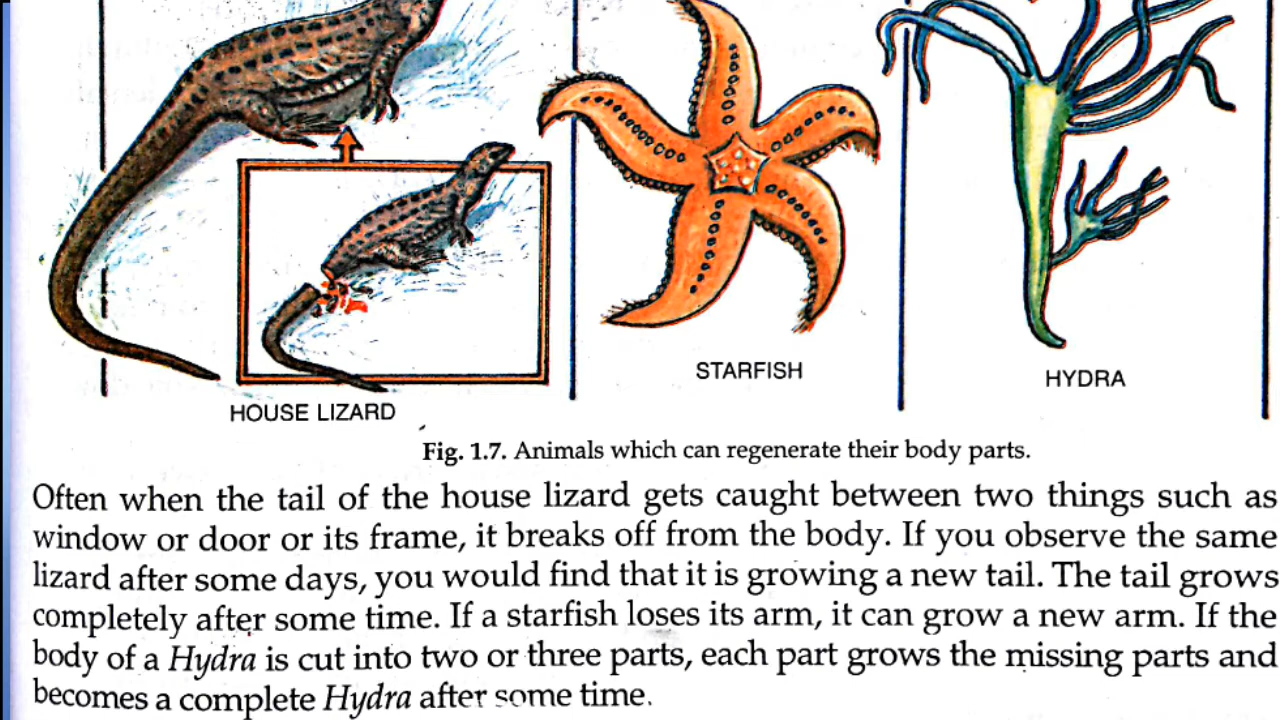 STARFISH
HYDRA
HOUSE LIZARD
Fig. 1.7. Animals which can regenerate their body parts.
Often when the tail of the house lizard gets caught between two things such as
window or door or its frame, it breaks off from the body. If you observe the same
lizard after some days, you would find that it is growing a new tail. The tail grows
completely after some time. If a starfish loses its arm, it can grow a new arm. If the
body of a Hydra is cut into two or three parts, each part grows the missing parts and
becomes a complete Hydra after some time.